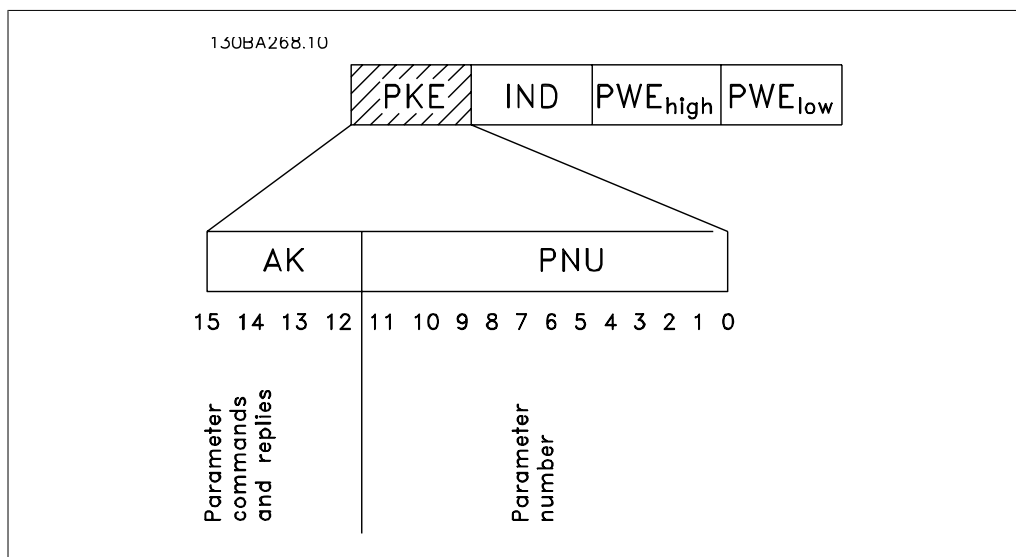 130BA268.10
PKE IND PWEhigh PWElow
AK PNU
15 14 13 12 11 10 9 8 7 6 5 4 3 2 1 0
Parameter
commands
and replies
Parameter
number